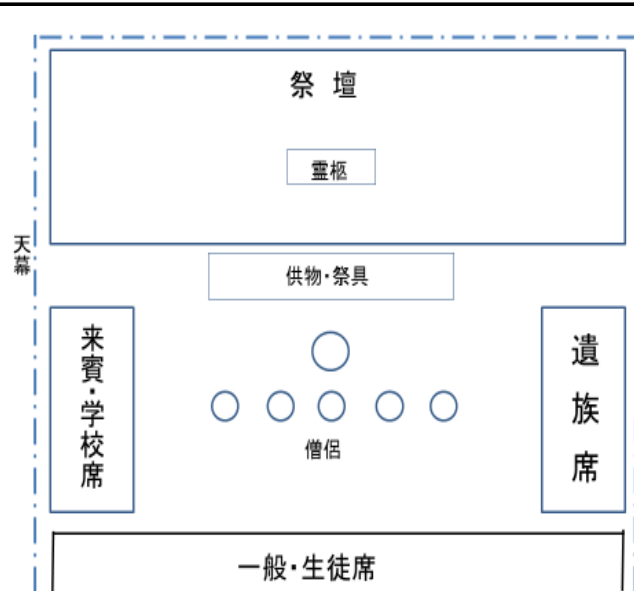 祭壇
霊柩
天幕
供物・祭具
来賓・学校席
遺族席
僧侶
一般・生徒席